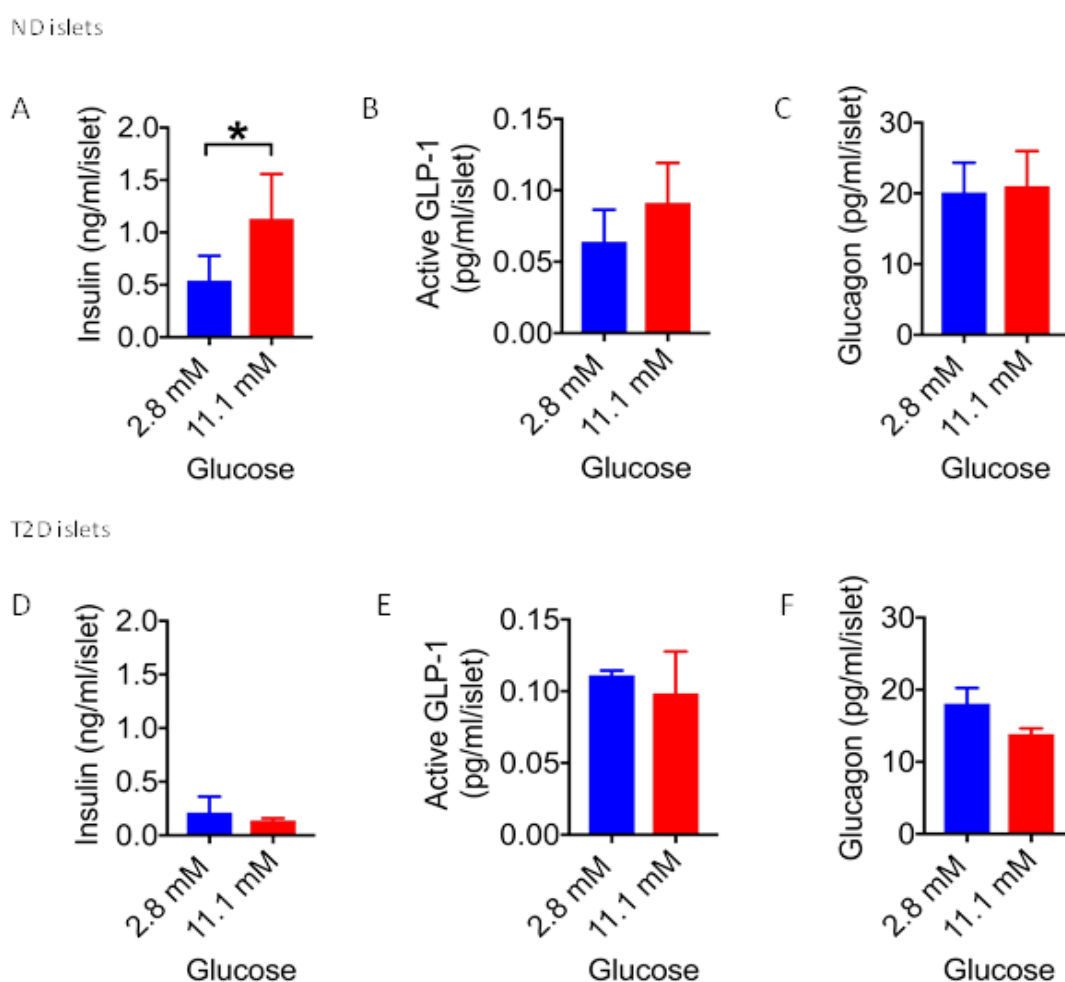 ND islets
A
Insulin (ng/ml/islet)
2.0
1.5
1.0
0.5
0.0
*
2.8 mM
11.1 mM
Glucose
B
Active GLP-1
(pg/ml/islet)
0.15
0.10
0.05
0.00
2.8 mM
11.1 mM
Glucose
C
Glucagon (pg/ml/islet)
30
20
10
0
2.8 mM
11.1 mM
Glucose
T2D islets
D
Insulin (ng/ml/islet)
2.0
1.5
1.0
0.5
0.0
2.8 mM
11.1 mM
Glucose
E
Active GLP-1
(pg/ml/islet)
0.15
0.10
0.05
0.00
2.8 mM
11.1 mM
Glucose
F
Glucagon (pg/ml/islet)
30
20
10
0
2.8 mM
11.1 mM
Glucose